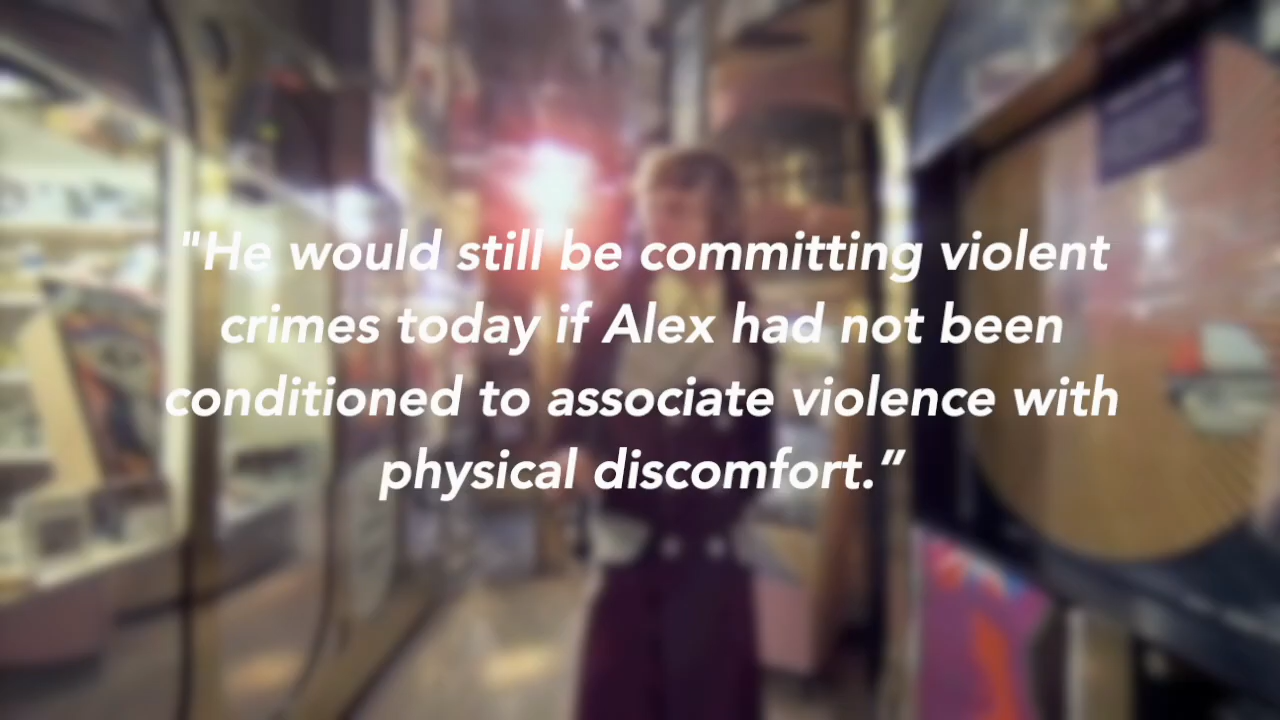 "He would still be committing violent
crimes today if Alex had not been
conditioned to associate violence with
physical discomfort.”